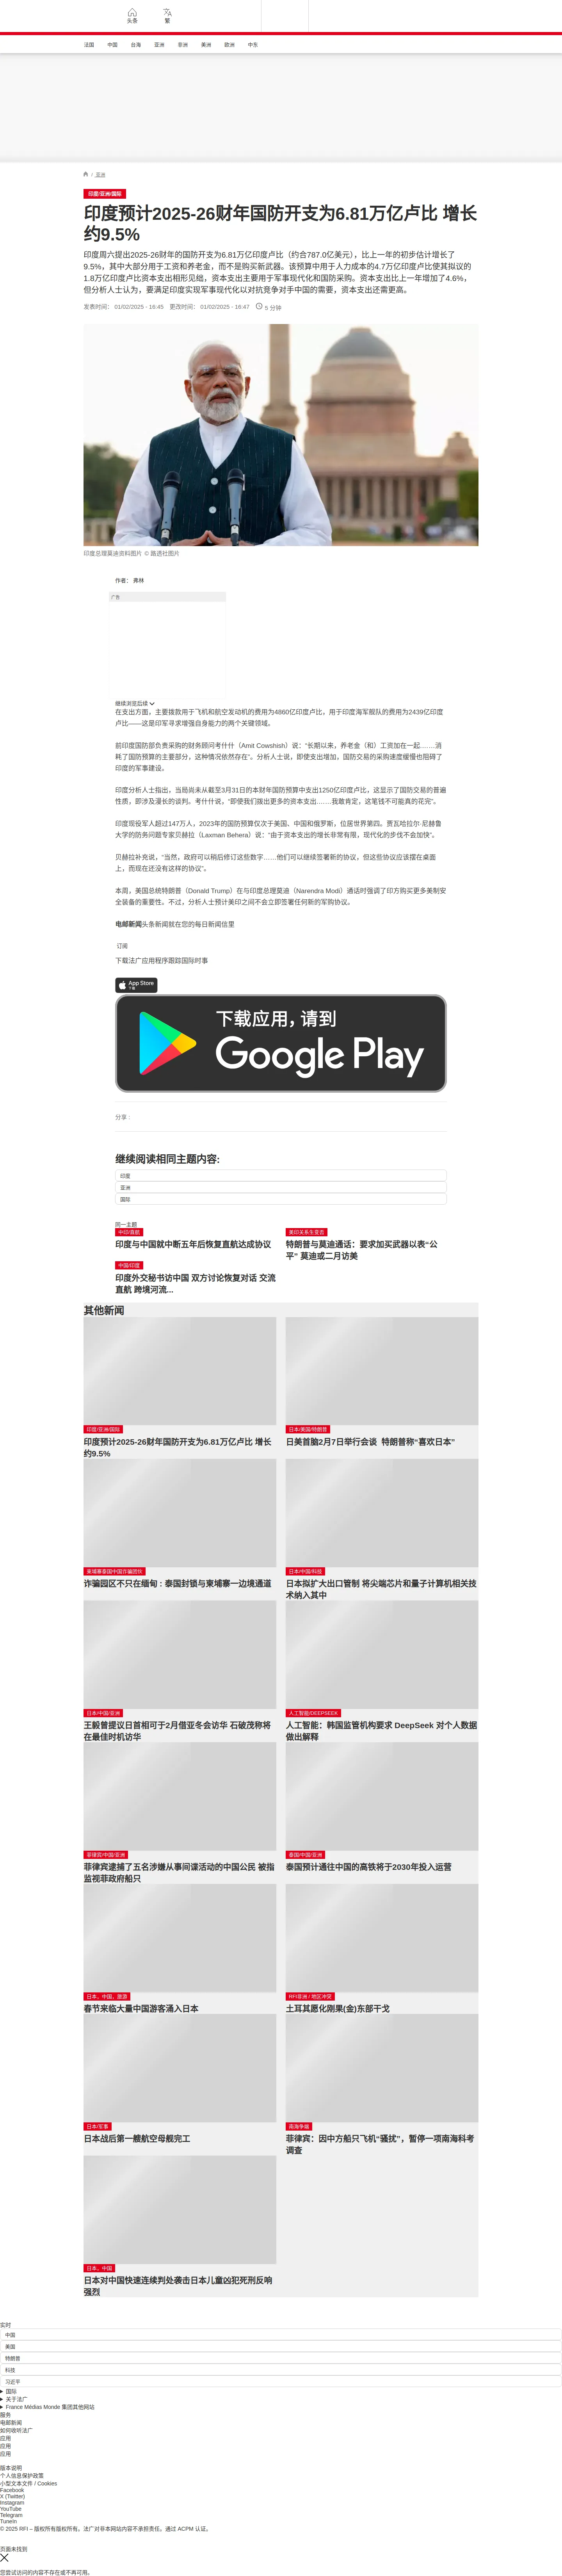 头条
繁
法国
中国
台海
亚洲
非洲
美洲
欧洲
中东
/ 亚洲
印度/亚洲/国际
印度预计2025-26财年国防开支为6.81万亿卢比 增长
约9.5%
印度周六提出2025-26财年的国防开支为6.81万亿印度卢比（约合787.0亿美元），比上一年的初步估计增长了
9.5%，其中大部分用于工资和养老金，而不是购买新武器。该预算中用于人力成本的4.7万亿印度卢比使其拟议的
1.8万亿印度卢比资本支出相形见绌，资本支出主要用于军事现代化和国防采购。资本支出比上一年增加了4.6%，
但分析人士认为，要满足印度实现军事现代化以对抗竞争对手中国的需要，资本支出还需更高。
发表时间： 01/02/2025 - 16:45 更改时间： 01/02/2025 - 16:47 5 分钟
印度总理莫迪资料图片 © 路透社图片
作者： 弗林
广告
继续浏览后续
在支出方面，主要拨款用于飞机和航空发动机的费用为4860亿印度卢比，用于印度海军舰队的费用为2439亿印度
卢比——这是印军寻求增强自身能力的两个关键领域。
前印度国防部负责采购的财务顾问考什什（Amit Cowshish）说：“长期以来，养老金（和）工资加在一起……消
耗了国防预算的主要部分，这种情况依然存在”。分析人士说，即使支出增加，国防交易的采购速度缓慢也阻碍了
印度的军事建设。
印度分析人士指出，当局尚未从截至3月31日的本财年国防预算中支出1250亿印度卢比，这显示了国防交易的普遍
性质，即涉及漫长的谈判。考什什说，“即使我们拨出更多的资本支出……我敢肯定，这笔钱不可能真的花完”。
印度现役军人超过147万人，2023年的国防预算仅次于美国、中国和俄罗斯，位居世界第四。贾瓦哈拉尔·尼赫鲁
大学的防务问题专家贝赫拉（Laxman Behera）说：“由于资本支出的增长非常有限，现代化的步伐不会加快”。
贝赫拉补充说，“当然，政府可以稍后修订这些数字……他们可以继续签署新的协议，但这些协议应该摆在桌面
上，而现在还没有这样的协议”。
本周，美国总统特朗普（Donald Trump）在与印度总理莫迪（Narendra Modi）通话时强调了印方购买更多美制安
全装备的重要性。不过，分析人士预计美印之间不会立即签署任何新的军购协议。
电邮新闻头条新闻就在您的每日新闻信里
订阅
下载法广应用程序跟踪国际时事
App Store
下载
下载应用，请到
Google Play
分享 :
继续阅读相同主题内容:
印度
亚洲
国际
同一主题
中印/直航
印度与中国就中断五年后恢复直航达成协议
美印关系生变否
特朗普与莫迪通话：要求加买武器以表“公
平” 莫迪或二月访美
中国/印度
印度外交秘书访中国 双方讨论恢复对话 交流
直航 跨境河流...
其他新闻
印度/亚洲/国际
印度预计2025-26财年国防开支为6.81万亿卢比 增长
约9.5%
日本/美国/特朗普
日美首脑2月7日举行会谈 特朗普称“喜欢日本”
柬埔寨泰国中国诈骗团伙
诈骗园区不只在缅甸 : 泰国封锁与柬埔寨一边境通道
日本/中国/科技
日本拟扩大出口管制 将尖端芯片和量子计算机相关技
术纳入其中
日本/中国/亚洲
王毅曾提议日首相可于2月借亚冬会访华 石破茂称将
在最佳时机访华
人工智能/DEEPSEEK
人工智能：韩国监管机构要求 DeepSeek 对个人数据
做出解释
菲律宾/中国/亚洲
菲律宾逮捕了五名涉嫌从事间谍活动的中国公民 被指
监视菲政府船只
泰国/中国/亚洲
泰国预计通往中国的高铁将于2030年投入运营
日本、中国、旅游
春节来临大量中国游客涌入日本
RFI非洲 / 地区冲突
土耳其愿化刚果(金)东部干戈
日本/军事
日本战后第一艘航空母舰完工
南海争端
菲律宾：因中方船只飞机“骚扰”，暂停一项南海科考
调查
日本、中国
日本对中国快速连续判处袭击日本儿童凶犯死刑反响
强烈
实时
中国
美国
特朗普
科技
习近平
国际
关于法广
France Médias Monde 集团其他网站
服务
电邮新闻
如何收听法广
应用
应用
应用
版本说明
个人信息保护政策
小型文本文件 / Cookies
Facebook
X (Twitter)
Instagram
YouTube
Telegram
TuneIn
© 2025 RFI – 版权所有版权所有。法广对非本网站内容不承担责任。通过 ACPM 认证。
页面未找到
您尝试访问的内容不存在或不再可用。